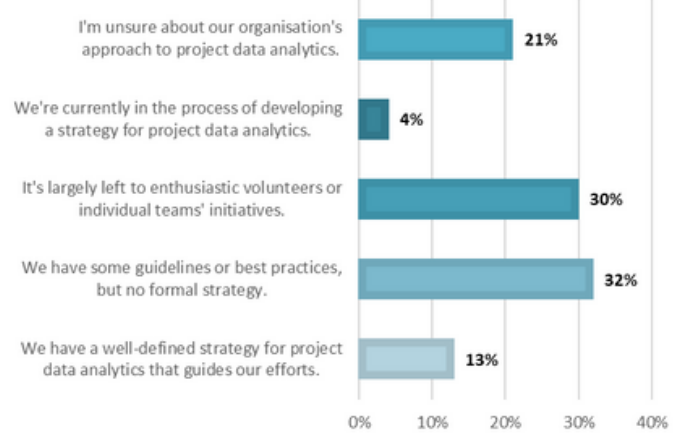 I'm unsure about our organisation's
approach to project data analytics.
21%
We're currently in the process of developing
a strategy for project data analytics.
4%
It's largely left to enthusiastic volunteers or
individual teams' initiatives.
30%
We have some guidelines or best practices,
but no formal strategy.
32%
We have a well-defined strategy for project
data analytics that guides our efforts.
13%
0% 10% 20% 30% 40%